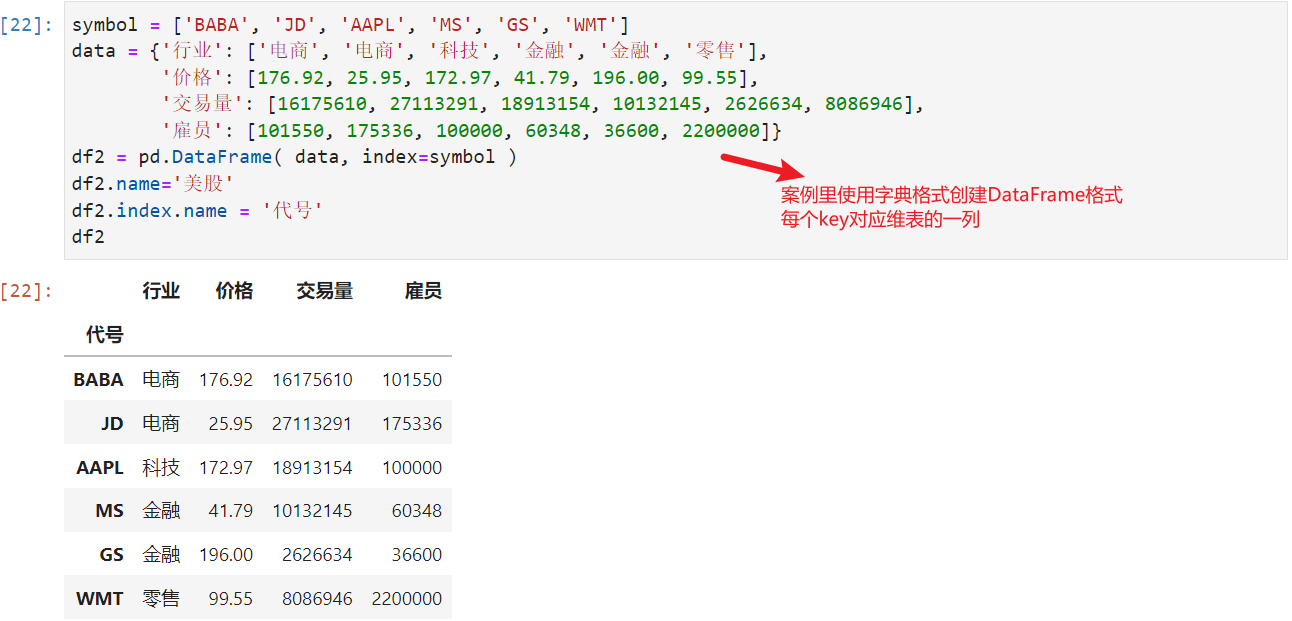 [22]: symbol = ['BABA', 'JD', 'AAPL', 'MS', 'GS', 'WMT']
data = {'行业': ['电商', '电商', '科技', '金融', '金融', '零售'],
'价格': [176.92, 25.95, 172.97, 41.79, 196.00, 99.55],
'交易量': [16175610, 27113291, 18913154, 10132145, 2626634, 8086946],
'雇员': [101550, 175336, 100000, 60348, 36600, 2200000]}
df2 = pd.DataFrame( data, index=symbol )
df2.name='美股'
df2.index.name = '代号'
df2
案例里使用字典格式创建DataFrame格式
每个key对应维表的一列
[22]: 行业 价格 交易量 雇员
代号
BABA 电商 176.92 16175610 101550
JD 电商 25.95 27113291 175336
AAPL 科技 172.97 18913154 100000
MS 金融 41.79 10132145 60348
GS 金融 196.00 2626634 36600
WMT 零售 99.55 8086946 2200000